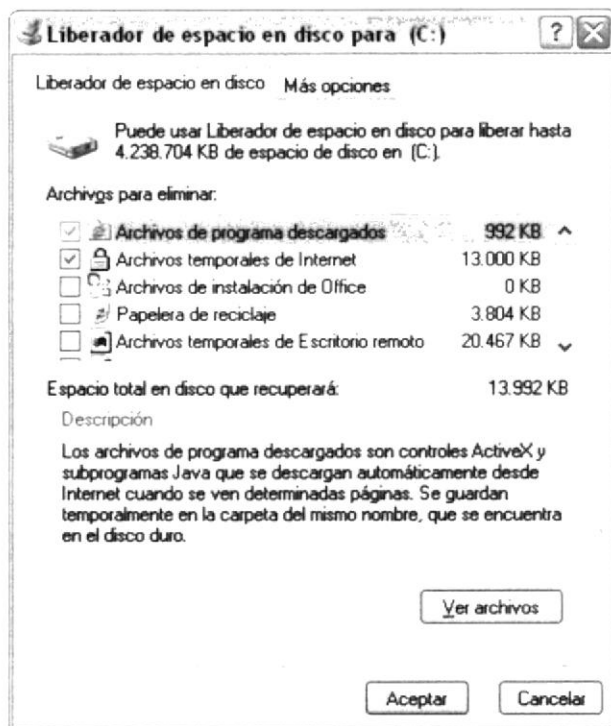 Liberador de espacio en disco para (C:)
Liberador de espacio en disco Más opciones
Puede usar Liberador de espacio en disco para liberar hasta
4.238.704 KB de espacio de disco en (C:).
Archivos para eliminar:
Archivos de programa descargados 992 KB
Archivos temporales de Internet 13.000 KB
Archivos de instalación de Office 0 KB
Papelera de reciclaje 3.804 KB
Archivos temporales de Escritorio remoto 20.467 KB
Espacio total en disco que recuperará: 13.992 KB
Descripción
Los archivos de programa descargados son controles ActiveX y
subprogramas Java que se descargan automáticamente desde
Internet cuando se ven determinadas páginas. Se guardan
temporalmente en la carpeta del mismo nombre, que se encuentra
en el disco duro.
Ver archivos
Aceptar Cancelar